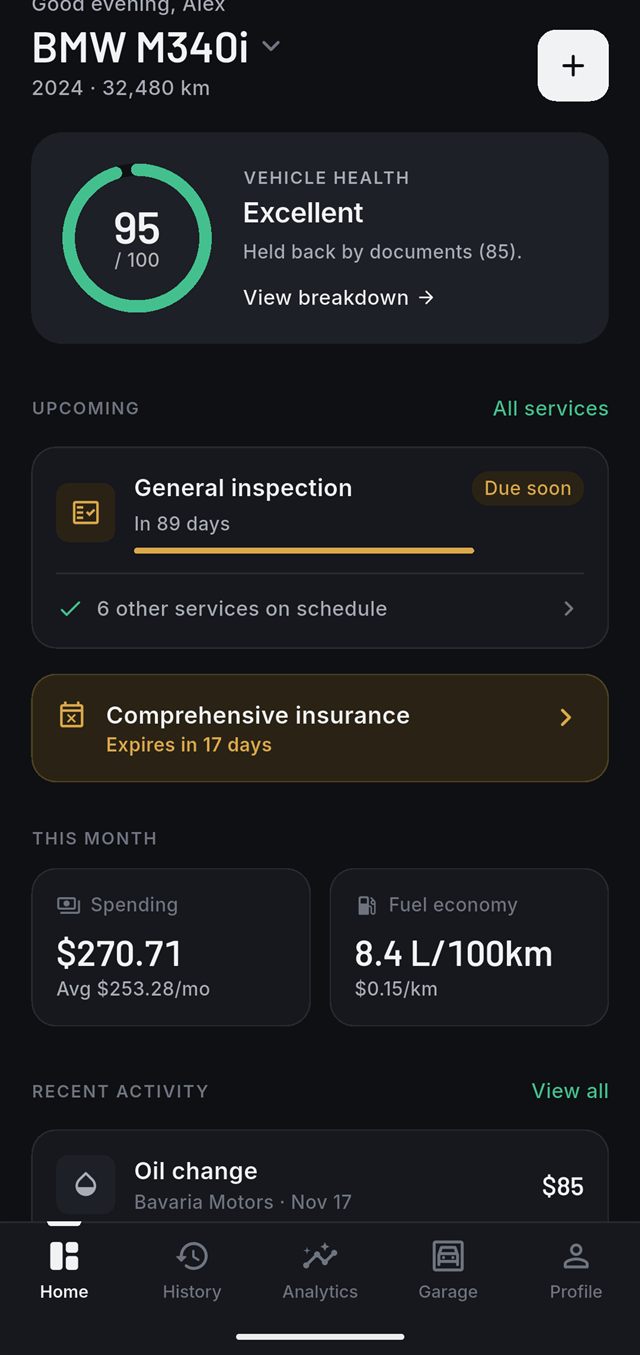 Good evening, Alex
BMW M340i
2024 · 32,480 km
95
/ 100
VEHICLE HEALTH
Excellent
Held back by documents (85).
View breakdown →
UPCOMING
All services
General inspection
Due soon
In 89 days
6 other services on schedule
Comprehensive insurance
Expires in 17 days
THIS MONTH
Spending
$270.71
Avg $253.28/mo
Fuel economy
8.4 L/100km
$0.15/km
RECENT ACTIVITY
View all
Oil change
Bavaria Motors · Nov 17
$85
Home
History
Analytics
Garage
Profile